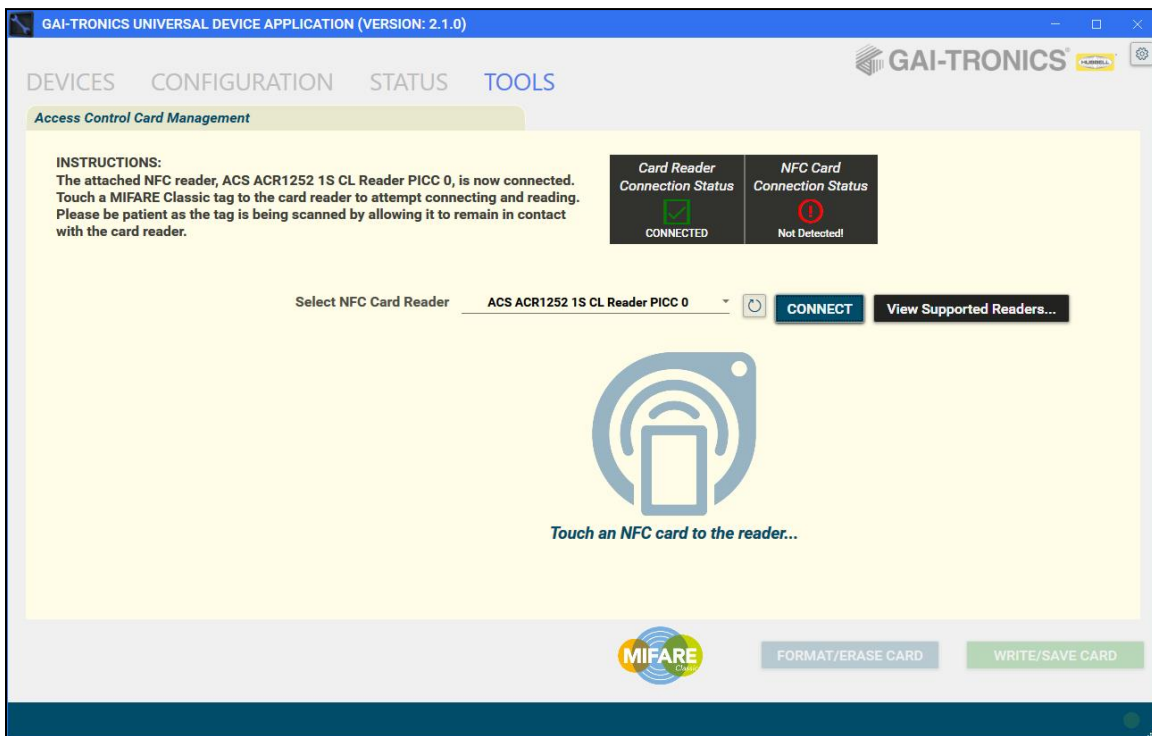 GAI-TRONICS UNIVERSAL DEVICE APPLICATION (VERSION: 2.1.0)
GAI-TRONICS® HUBBELL
DEVICES CONFIGURATION STATUS TOOLS
Access Control Card Management
INSTRUCTIONS:
The attached NFC reader, ACS ACR1252 1S CL Reader PICC 0, is now connected.
Touch a MIFARE Classic tag to the card reader to attempt connecting and reading.
Please be patient as the tag is being scanned by allowing it to remain in contact
with the card reader.
Card Reader
Connection Status
CONNECTED
NFC Card
Connection Status
Not Detected!
Select NFC Card Reader ACS ACR1252 1S CL Reader PICC 0 CONNECT View Supported Readers...
Touch an NFC card to the reader...
MIFARE
Classic
FORMAT/ERASE CARD WRITE/SAVE CARD